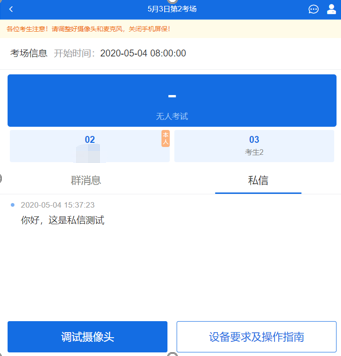 5月3日第2考场
各位考生注意！请调整好摄像头和麦克风，关闭手机屏保！
考场信息 开始时间：2020-05-04 08:00:00
-
无人考试
02 本人
03
考生2
群消息 私信
2020-05-04 15:37:23
你好，这是私信测试
调试摄像头 设备要求及操作指南